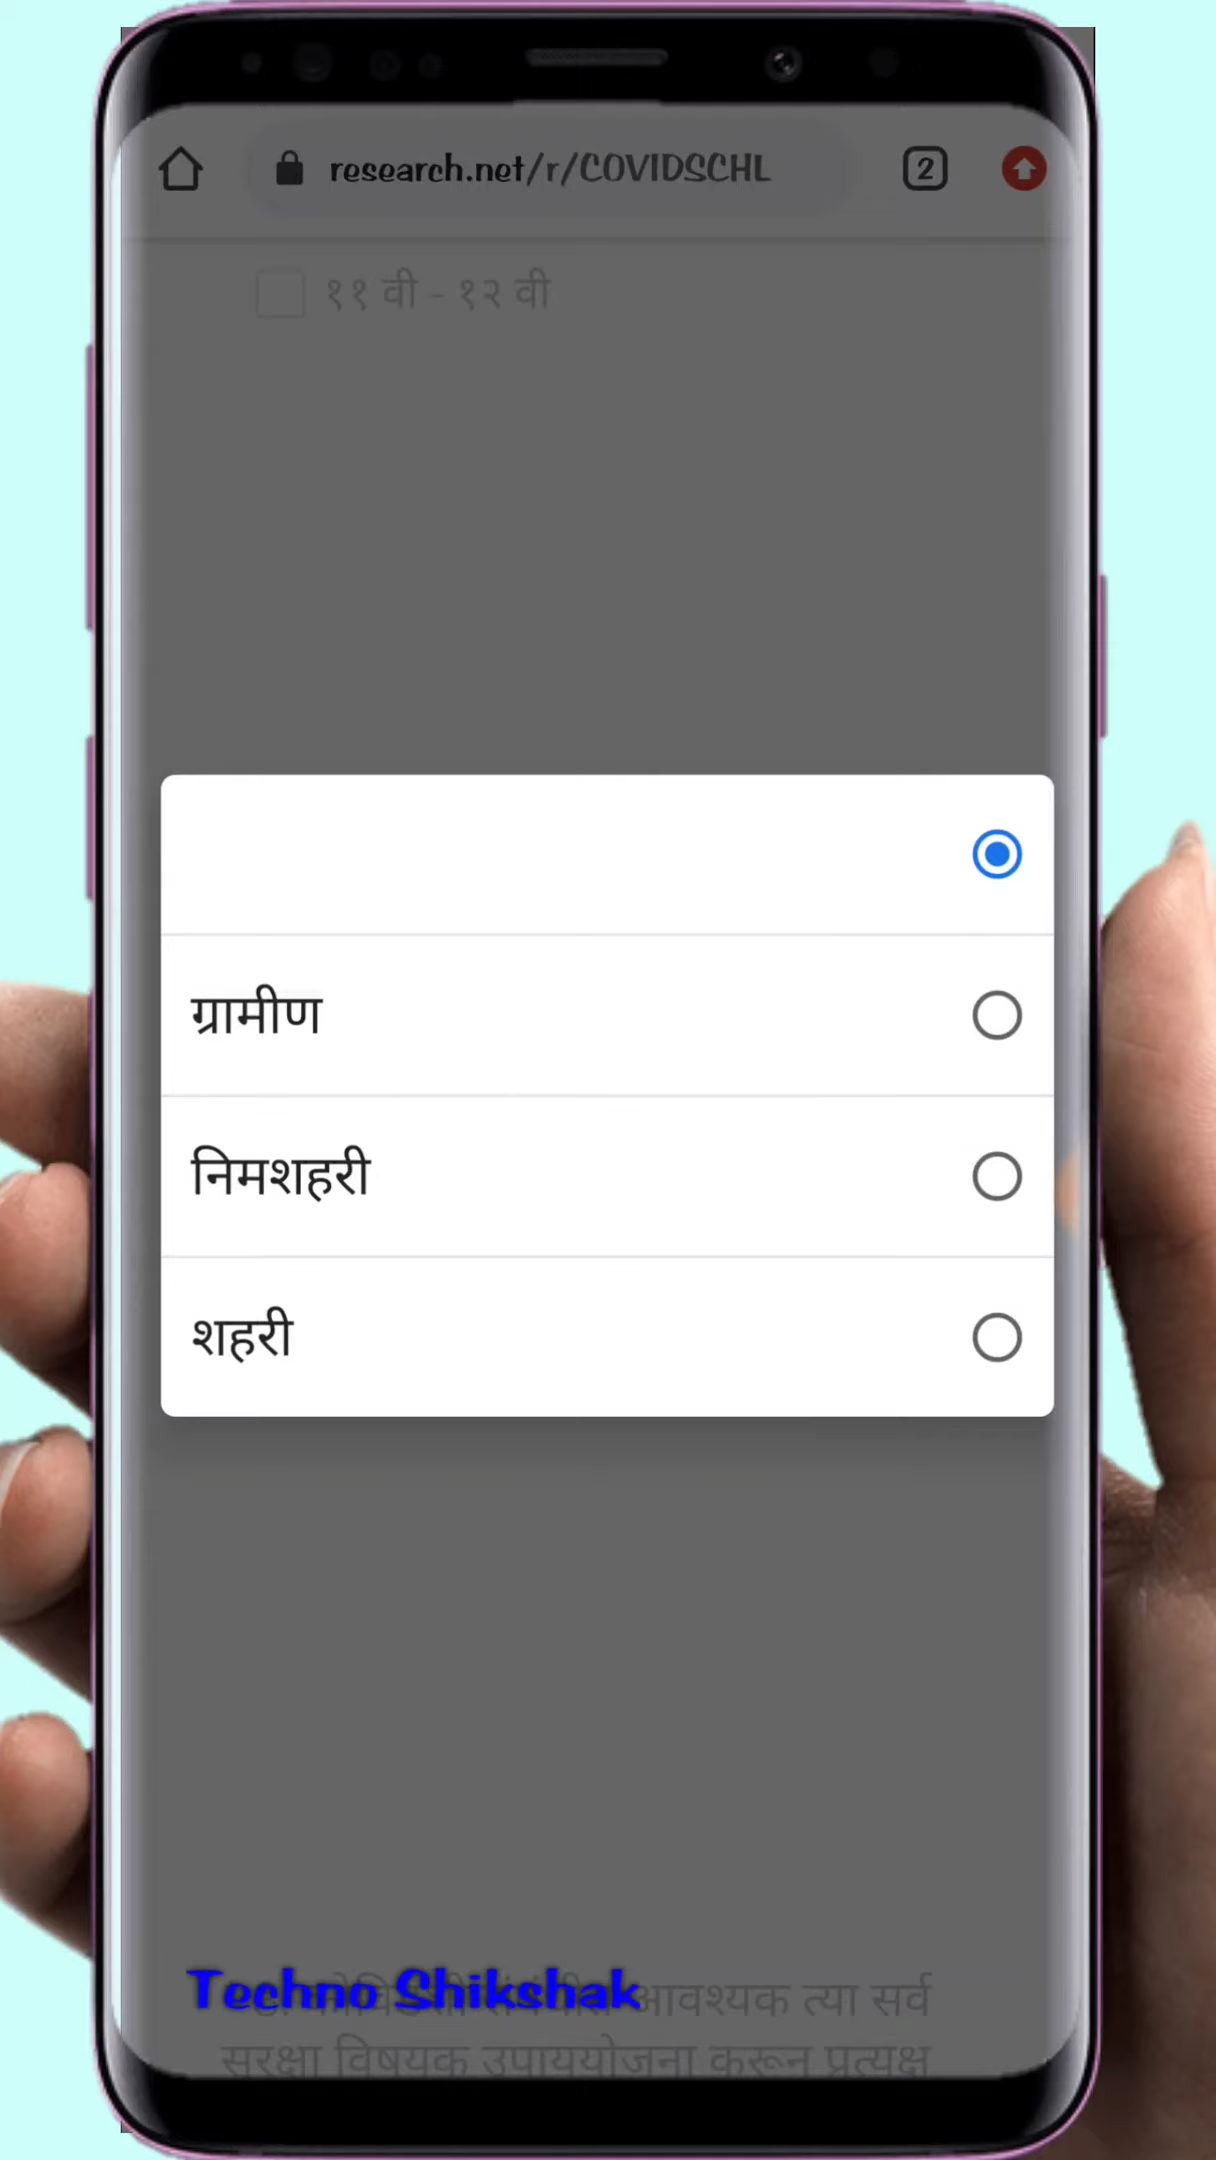 research.net/r/COVIDSCHL
2
११ वी - १२ वी
ग्रामीण
निमशहरी
शहरी
Techno Shikshak
आवश्यक त्या सर्व
सुरक्षा विषयक उपाययोजना करून प्रत्यक्ष